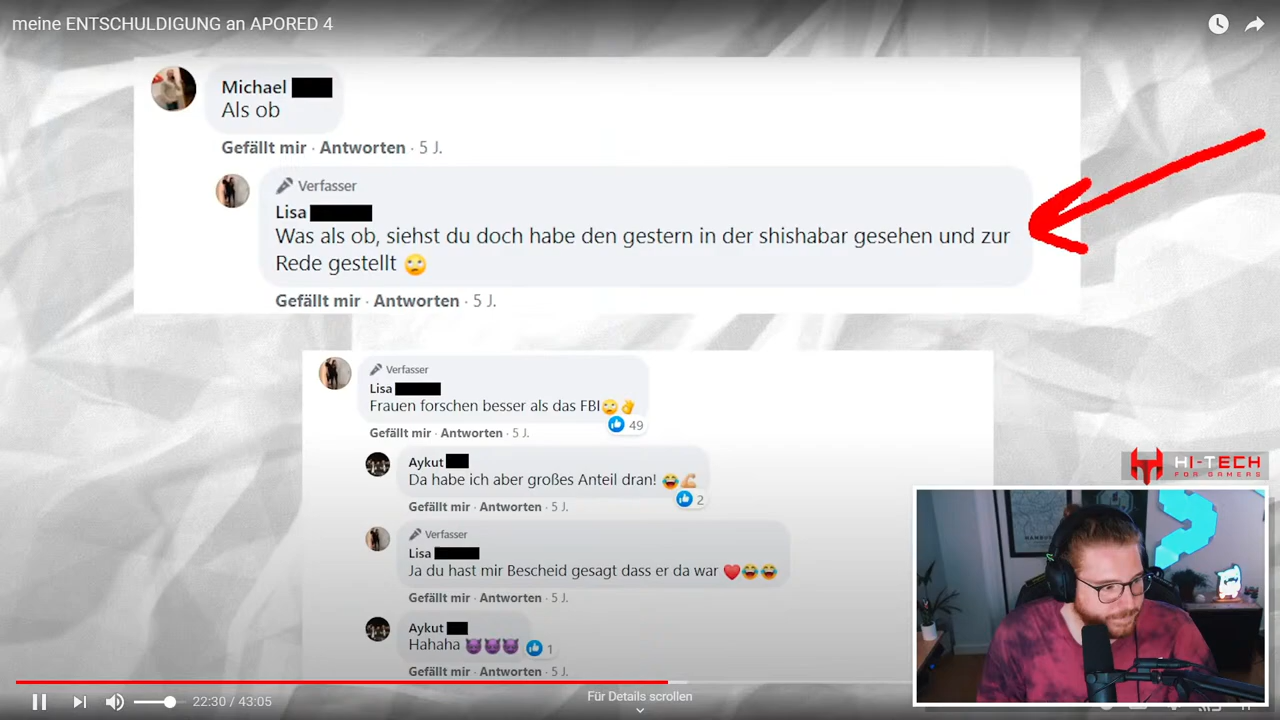 meine ENTSCHULDIGUNG an APORED 4
Michael
Als ob
Gefällt mir · Antworten · 5 J.
Verfasser
Lisa
Was als ob, siehst du doch habe den gestern in der shishabar gesehen und zur
Rede gestellt 🙄
Gefällt mir · Antworten · 5 J.
Verfasser
Lisa
Frauen forschen besser als das FBI🙄👌
49
Gefällt mir · Antworten · 5 J.
Aykut
Da habe ich aber großes Anteil dran! 😂💪
2
Gefällt mir · Antworten · 5 J.
Verfasser
Lisa
Ja du hast mir Bescheid gesagt dass er da war ❤️😂😂
Gefällt mir · Antworten · 5 J.
Aykut
Hahaha 😈😈😈
1
Gefällt mir · Antworten · 5 J.
HI-TECH
FOR GAMERS
22:30 / 43:05
Für Details scrollen